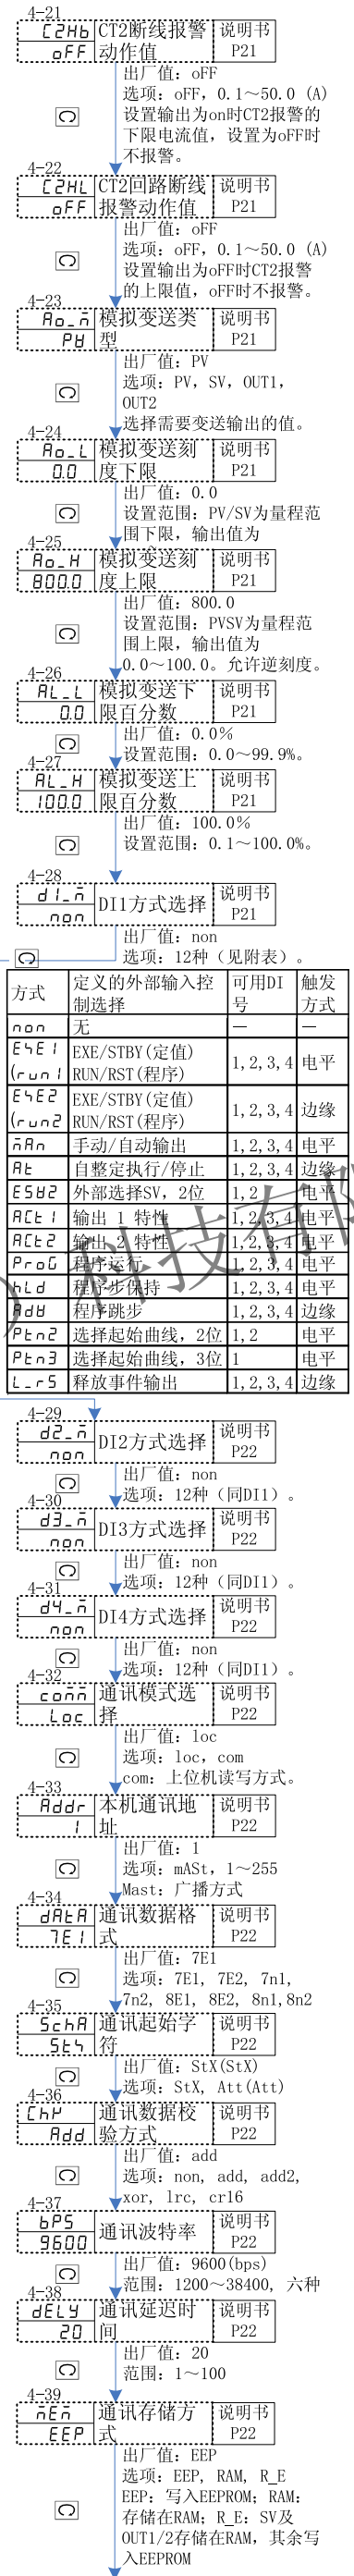 4-21
C2Hb CT2断线报警 说明书
oFF 动作值 P21
出厂值：oFF
选项：oFF，0.1～50.0 (A)
设置输出为on时CT2报警的
下限电流值，设置为oFF时
不报警。
4-22
C2HL CT2回路断线 说明书
oFF 报警动作值 P21
出厂值：oFF
选项：oFF，0.1～50.0 (A)
设置输出为oFF时CT2报警
的上限值，oFF时不报警。
4-23
Ao_m 模拟变送类 说明书
PV 型 P21
出厂值：PV
选项：PV，SV，OUT1，
OUT2
选择需要变送输出的值。
4-24
Ao_L 模拟变送刻 说明书
0.0 度下限 P21
出厂值：0.0
设置范围：PV/SV为量程范
围下限，输出值为
4-25
Ao_H 模拟变送刻 说明书
800.0 度上限 P21
出厂值：800.0
设置范围：PVSV为量程范
围上限，输出值为
0.0～100.0。允许逆刻度。
4-26
AL_L 模拟变送下 说明书
0.0 限百分数 P21
出厂值：0.0%
设置范围：0.0～99.9%。
4-27
AL_H 模拟变送上 说明书
100.0 限百分数 P21
出厂值：100.0%
设置范围：0.1～100.0%。
4-28
dI_m DI1方式选择 说明书
non P21
出厂值：non
选项：12种（见附表）。
方式 定义的外部输入控制选择 可用DI号 触发方式
non 无 — —
EXE1 EXE/STBY(定值) 1,2,3,4 电平
(run1 RUN/RST(程序)
EXE2 EXE/STBY(定值) 1,2,3,4 边缘
(run2 RUN/RST(程序)
mAn 手动/自动输出 1,2,3,4 电平
At 自整定执行/停止 1,2,3,4 边缘
ESV2 外部选择SV，2位 1,2 电平
ACt1 输出 1 特性 1,2,3,4 电平
ACt2 输出 2 特性 1,2,3,4 电平
ProG 程序运行 1,2,3,4 电平
hLd 程序步保持 1,2,3,4 电平
AdV 程序跳步 1,2,3,4 边缘
Ptn2 选择起始曲线，2位 1,2 电平
Ptn3 选择起始曲线，3位 1 电平
L_rS 释放事件输出 1,2,3,4 边缘
）科技有限
4-29
d2_m DI2方式选择 说明书
non P22
出厂值：non
选项：12种（同DI1）。
4-30
d3_m DI3方式选择 说明书
non P22
出厂值：non
选项：12种（同DI1）。
4-31
d4_m DI4方式选择 说明书
non P22
出厂值：non
选项：12种（同DI1）。
4-32
comm 通讯模式选 说明书
Loc 择 P22
出厂值：loc
选项：loc，com
com：上位机读写方式。
4-33
Addr 本机通讯地 说明书
1 址 P22
出厂值：1
选项：mASt，1～255
Mast：广播方式
4-34
dAtA 通讯数据格 说明书
7E1 式 P22
出厂值：7E1
选项：7E1, 7E2, 7n1,
7n2, 8E1, 8E2, 8n1,8n2
4-35
SchA 通讯起始字 说明书
Stx 符 P22
出厂值：StX(StX)
选项：StX, Att(Att)
4-36
ChK 通讯数据校 说明书
Add 验方式 P22
出厂值：add
选项：non, add, add2,
xor, lrc, cr16
4-37
bPS 通讯波特率 说明书
9600 P22
出厂值：9600(bps)
范围：1200～38400, 六种
4-38
dELY 通讯延迟时 说明书
20 间 P22
出厂值：20
范围：1～100
4-39
mEm 通讯存储方 说明书
EEP 式 P22
出厂值：EEP
选项：EEP, RAM, R_E
EEP：写入EEPROM；RAM：
存储在RAM；R_E：SV及
OUT1/2存储在RAM，其余写
入EEPROM